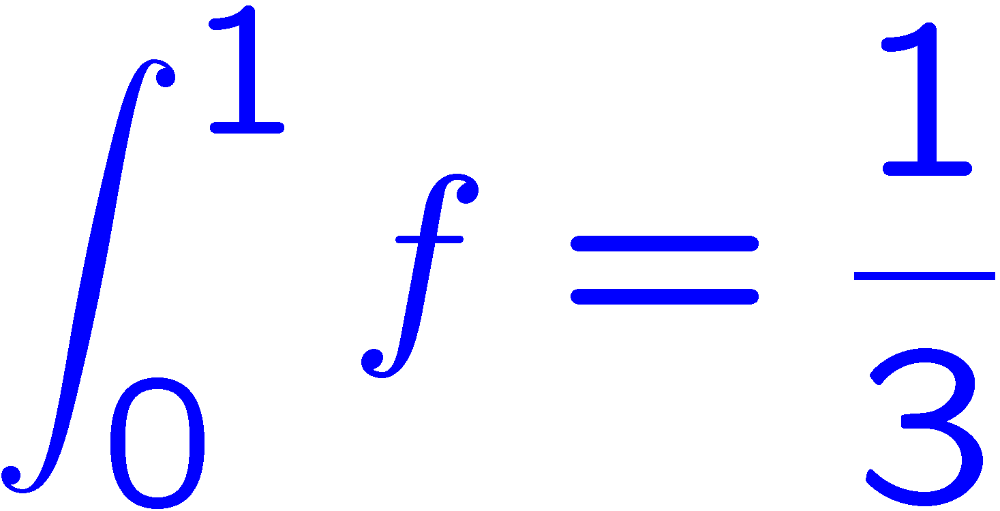 ∫₀¹ f = 1/3